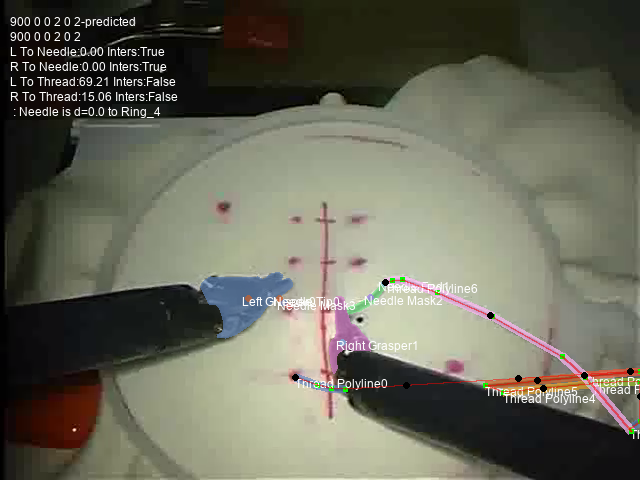 900 0 0 2 0 2-predicted
900 0 0 2 0 2
L To Needle:0.00 Inters:True
R To Needle:0.00 Inters:True
L To Thread:69.21 Inters:False
R To Thread:15.06 Inters:False
: Needle is d=0.0 to Ring_4
Thread Polyline6
Left Grasper
Needle Mask2
Needle Mask3
Right Grasper1
Thread Polyline0
Thread Polyline5
Thread Polyline4